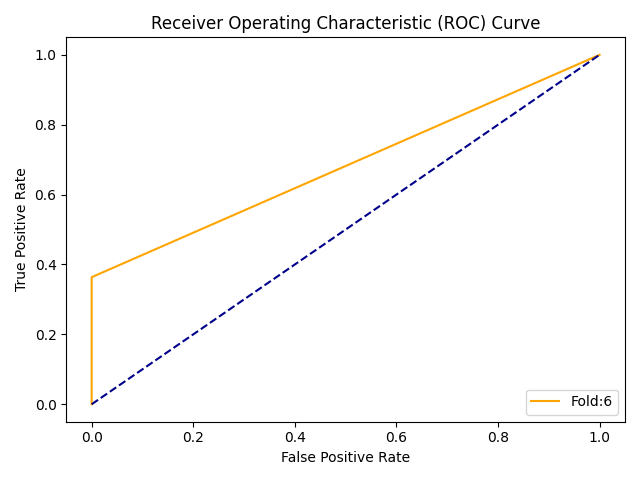 Receiver Operating Characteristic (ROC) Curve
1.0
0.8
0.6
0.4
0.2
0.0
True Positive Rate
Fold:6
0.0 0.2 0.4 0.6 0.8 1.0
False Positive Rate